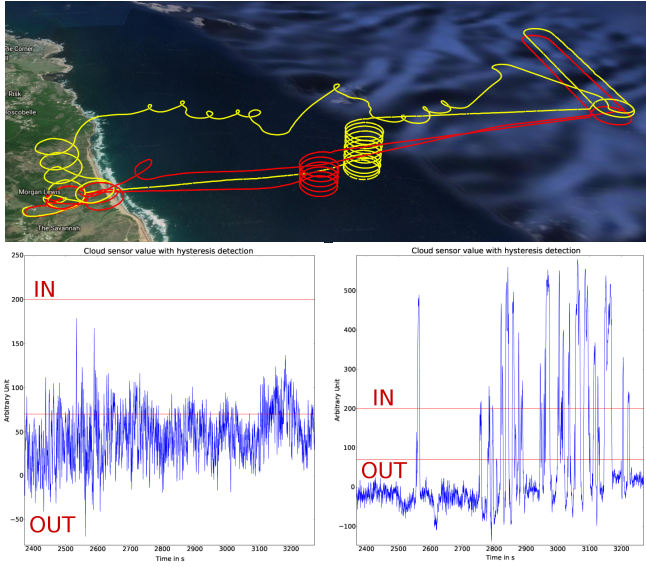 Risk
Boscobelle
Morgan Lewis
The Savannah
Cloud sensor value with hysteresis detection
250
IN
200
150
100
50
0
−50
OUT
Arbitrary Unit
2400 2500 2600 2700 2800 2900 3000 3100 3200
Time in s
Cloud sensor value with hysteresis detection
500
400
300
IN
200
100
OUT
0
−100
Arbitrary Unit
2400 2500 2600 2700 2800 2900 3000 3100 3200
Time in s